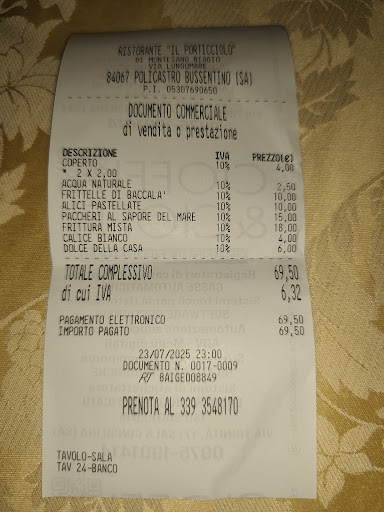 RISTORANTE "IL PORTICCIOLO"
DI MONTESANO BIAGIO
VIA LUNGOMARE
84067 POLICASTRO BUSSENTINO (SA)
P.I. 05307690650
DOCUMENTO COMMERCIALE
di vendita o prestazione
DESCRIZIONE IVA PREZZO(€)
COPERTO 10% 4,00
* 2 X 2,00
ACQUA NATURALE 10% 2,50
FRITTELLE DI BACCALA' 10% 10,00
ALICI PASTELLATE 10% 10,00
PACCHERI AL SAPORE DEL MARE 10% 15,00
FRITTURA MISTA 10% 18,00
CALICE BIANCO 10% 4,00
DOLCE DELLA CASA 10% 6,00
TOTALE COMPLESSIVO 69,50
di cui IVA 6,32
PAGAMENTO ELETTRONICO 69,50
IMPORTO PAGATO 69,50
23/07/2025 23:00
DOCUMENTO N. 0017-0009
RT BAIGE008849
PRENOTA AL 339 3548170
TAVOLO-SALA
TAV 24-BANCO